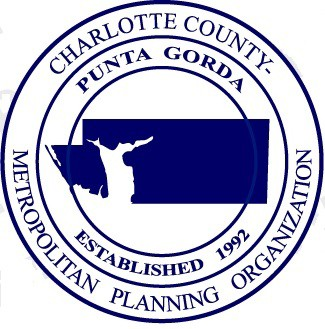 CHARLOTTE COUNTY-
PUNTA GORDA
METROPOLITAN PLANNING ORGANIZATION
ESTABLISHED 1992